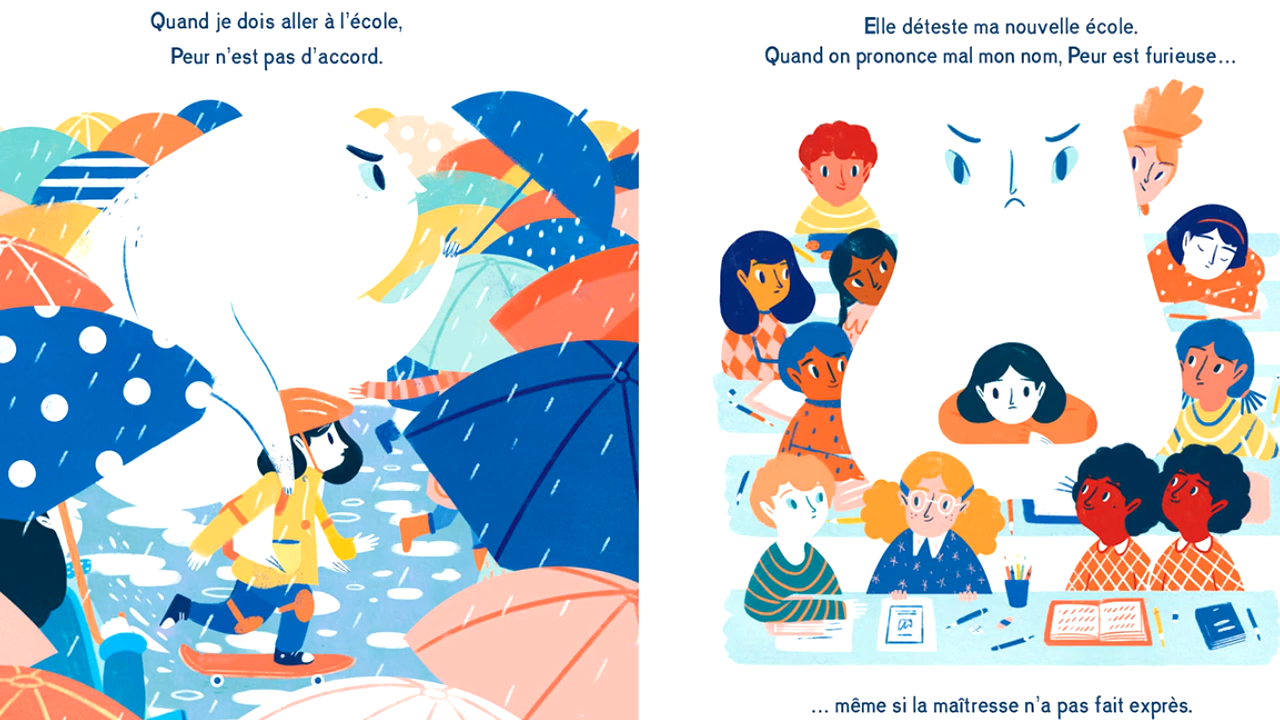 Quand je dois aller à l'école,
Peur n'est pas d'accord.
Elle déteste ma nouvelle école.
Quand on prononce mal mon nom, Peur est furieuse...
... même si la maîtresse n'a pas fait exprès.